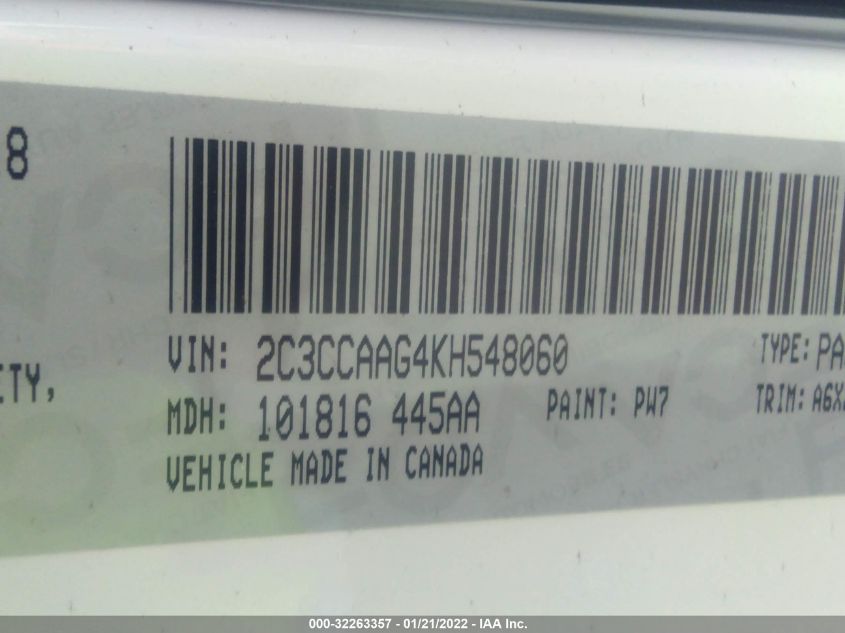 8
VIN: 2C3CCAAG4KH548060 TYPE: PA
ETY,
MDH: 101816 445AA PAINT: PW7 TRIM: A6X
VEHICLE MADE IN CANADA
000-32263357 - 01/21/2022 - IAA Inc.